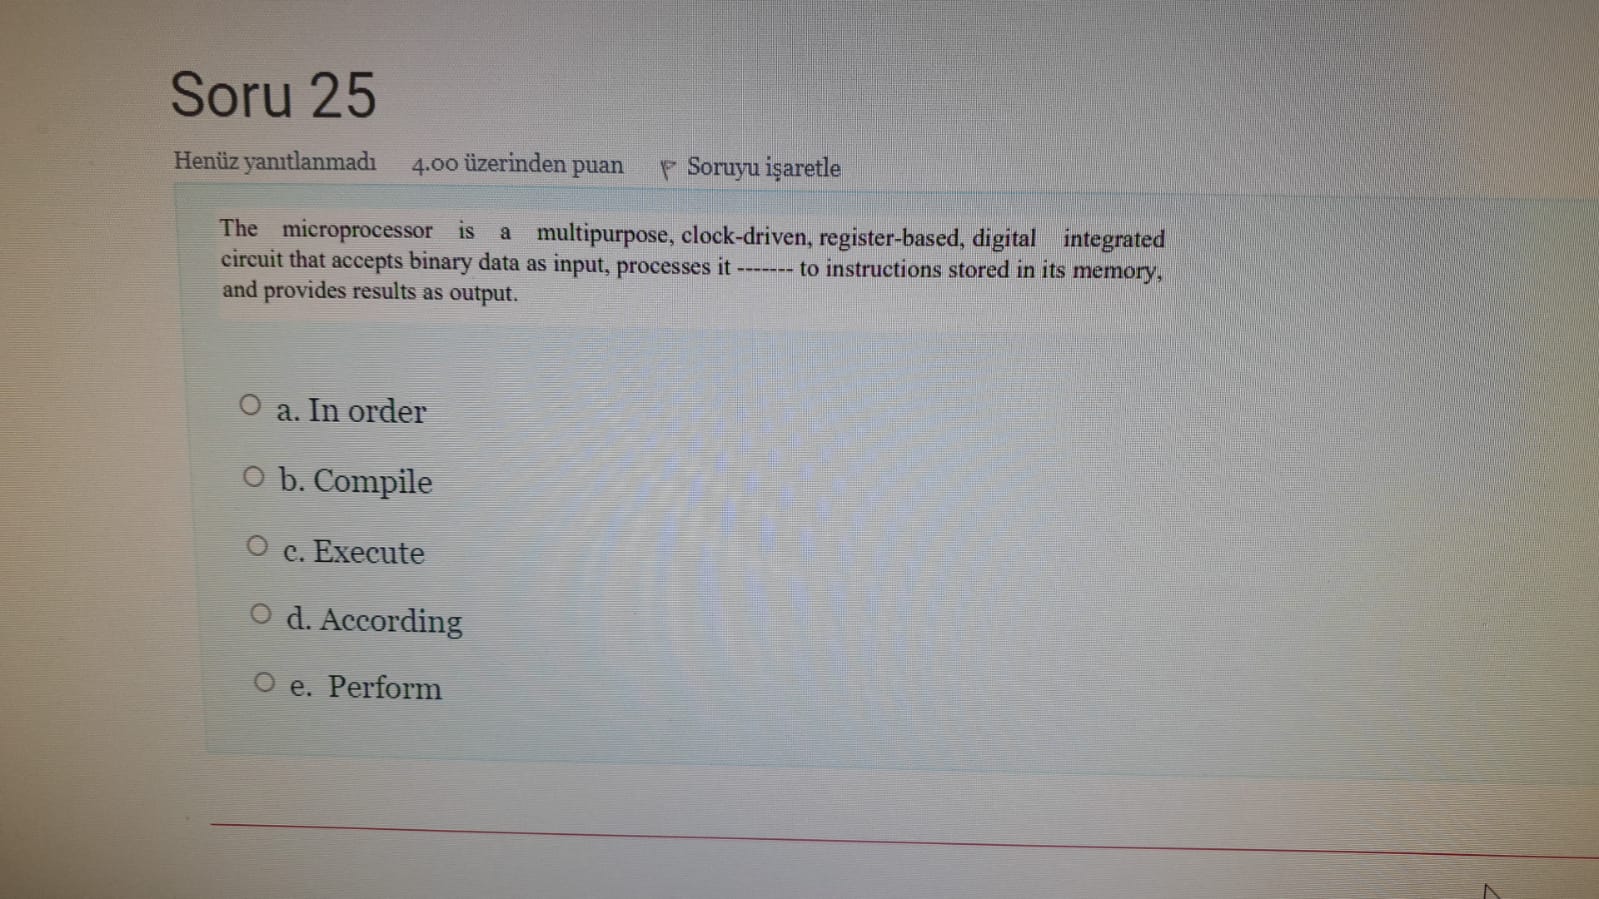 Soru 25
Henüz yanıtlanmadı 4.00 üzerinden puan Soruyu işaretle
The microprocessor is a multipurpose, clock-driven, register-based, digital integrated
circuit that accepts binary data as input, processes it ------- to instructions stored in its memory,
and provides results as output.
a. In order
b. Compile
c. Execute
d. According
e. Perform